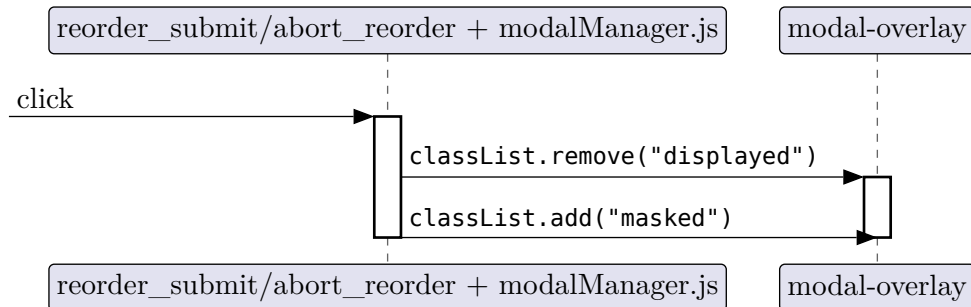 reorder_submit/abort_reorder + modalManager.js
modal-overlay
click
classList.remove("displayed")
classList.add("masked")
reorder_submit/abort_reorder + modalManager.js
modal-overlay